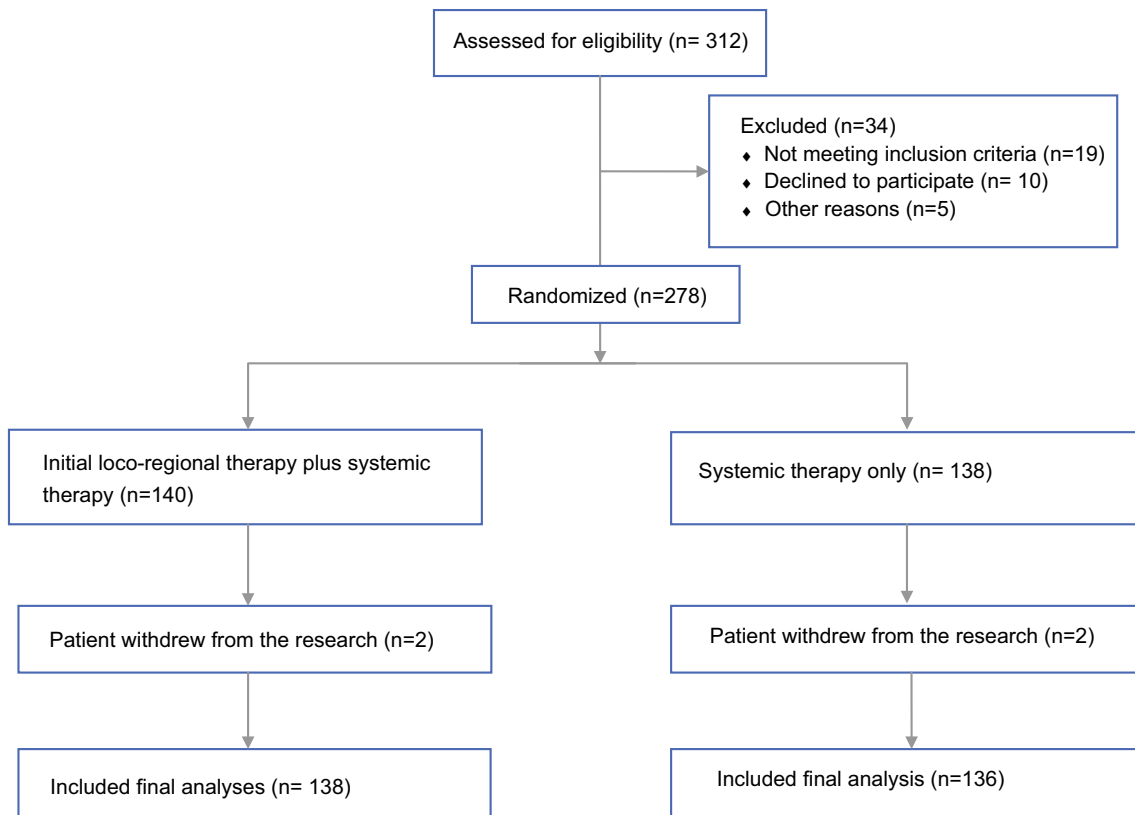 Assessed for eligibility (n= 312)
Excluded (n=34)
♦ Not meeting inclusion criteria (n=19)
♦ Declined to participate (n= 10)
♦ Other reasons (n=5)
Randomized (n=278)
Initial loco-regional therapy plus systemic
therapy (n=140)
Systemic therapy only (n= 138)
Patient withdrew from the research (n=2)
Patient withdrew from the research (n=2)
Included final analyses (n= 138)
Included final analysis (n=136)